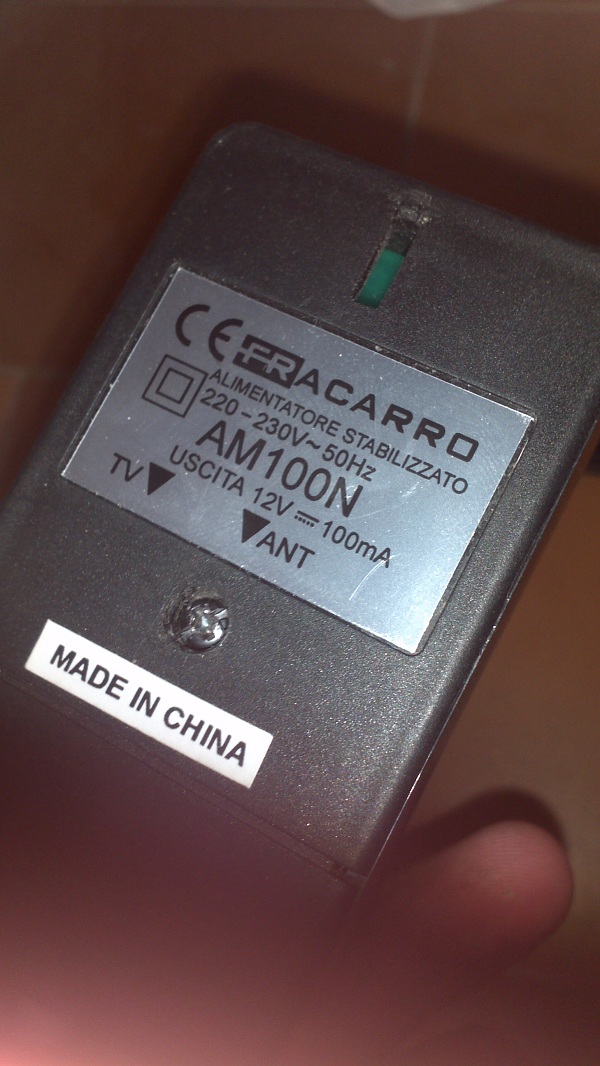 CE FRACARRO
ALIMENTATORE STABILIZZATO
220-230V~50Hz
AM100N
USCITA 12V ⎓ 100mA
TV ▼
▼ANT
MADE IN CHINA